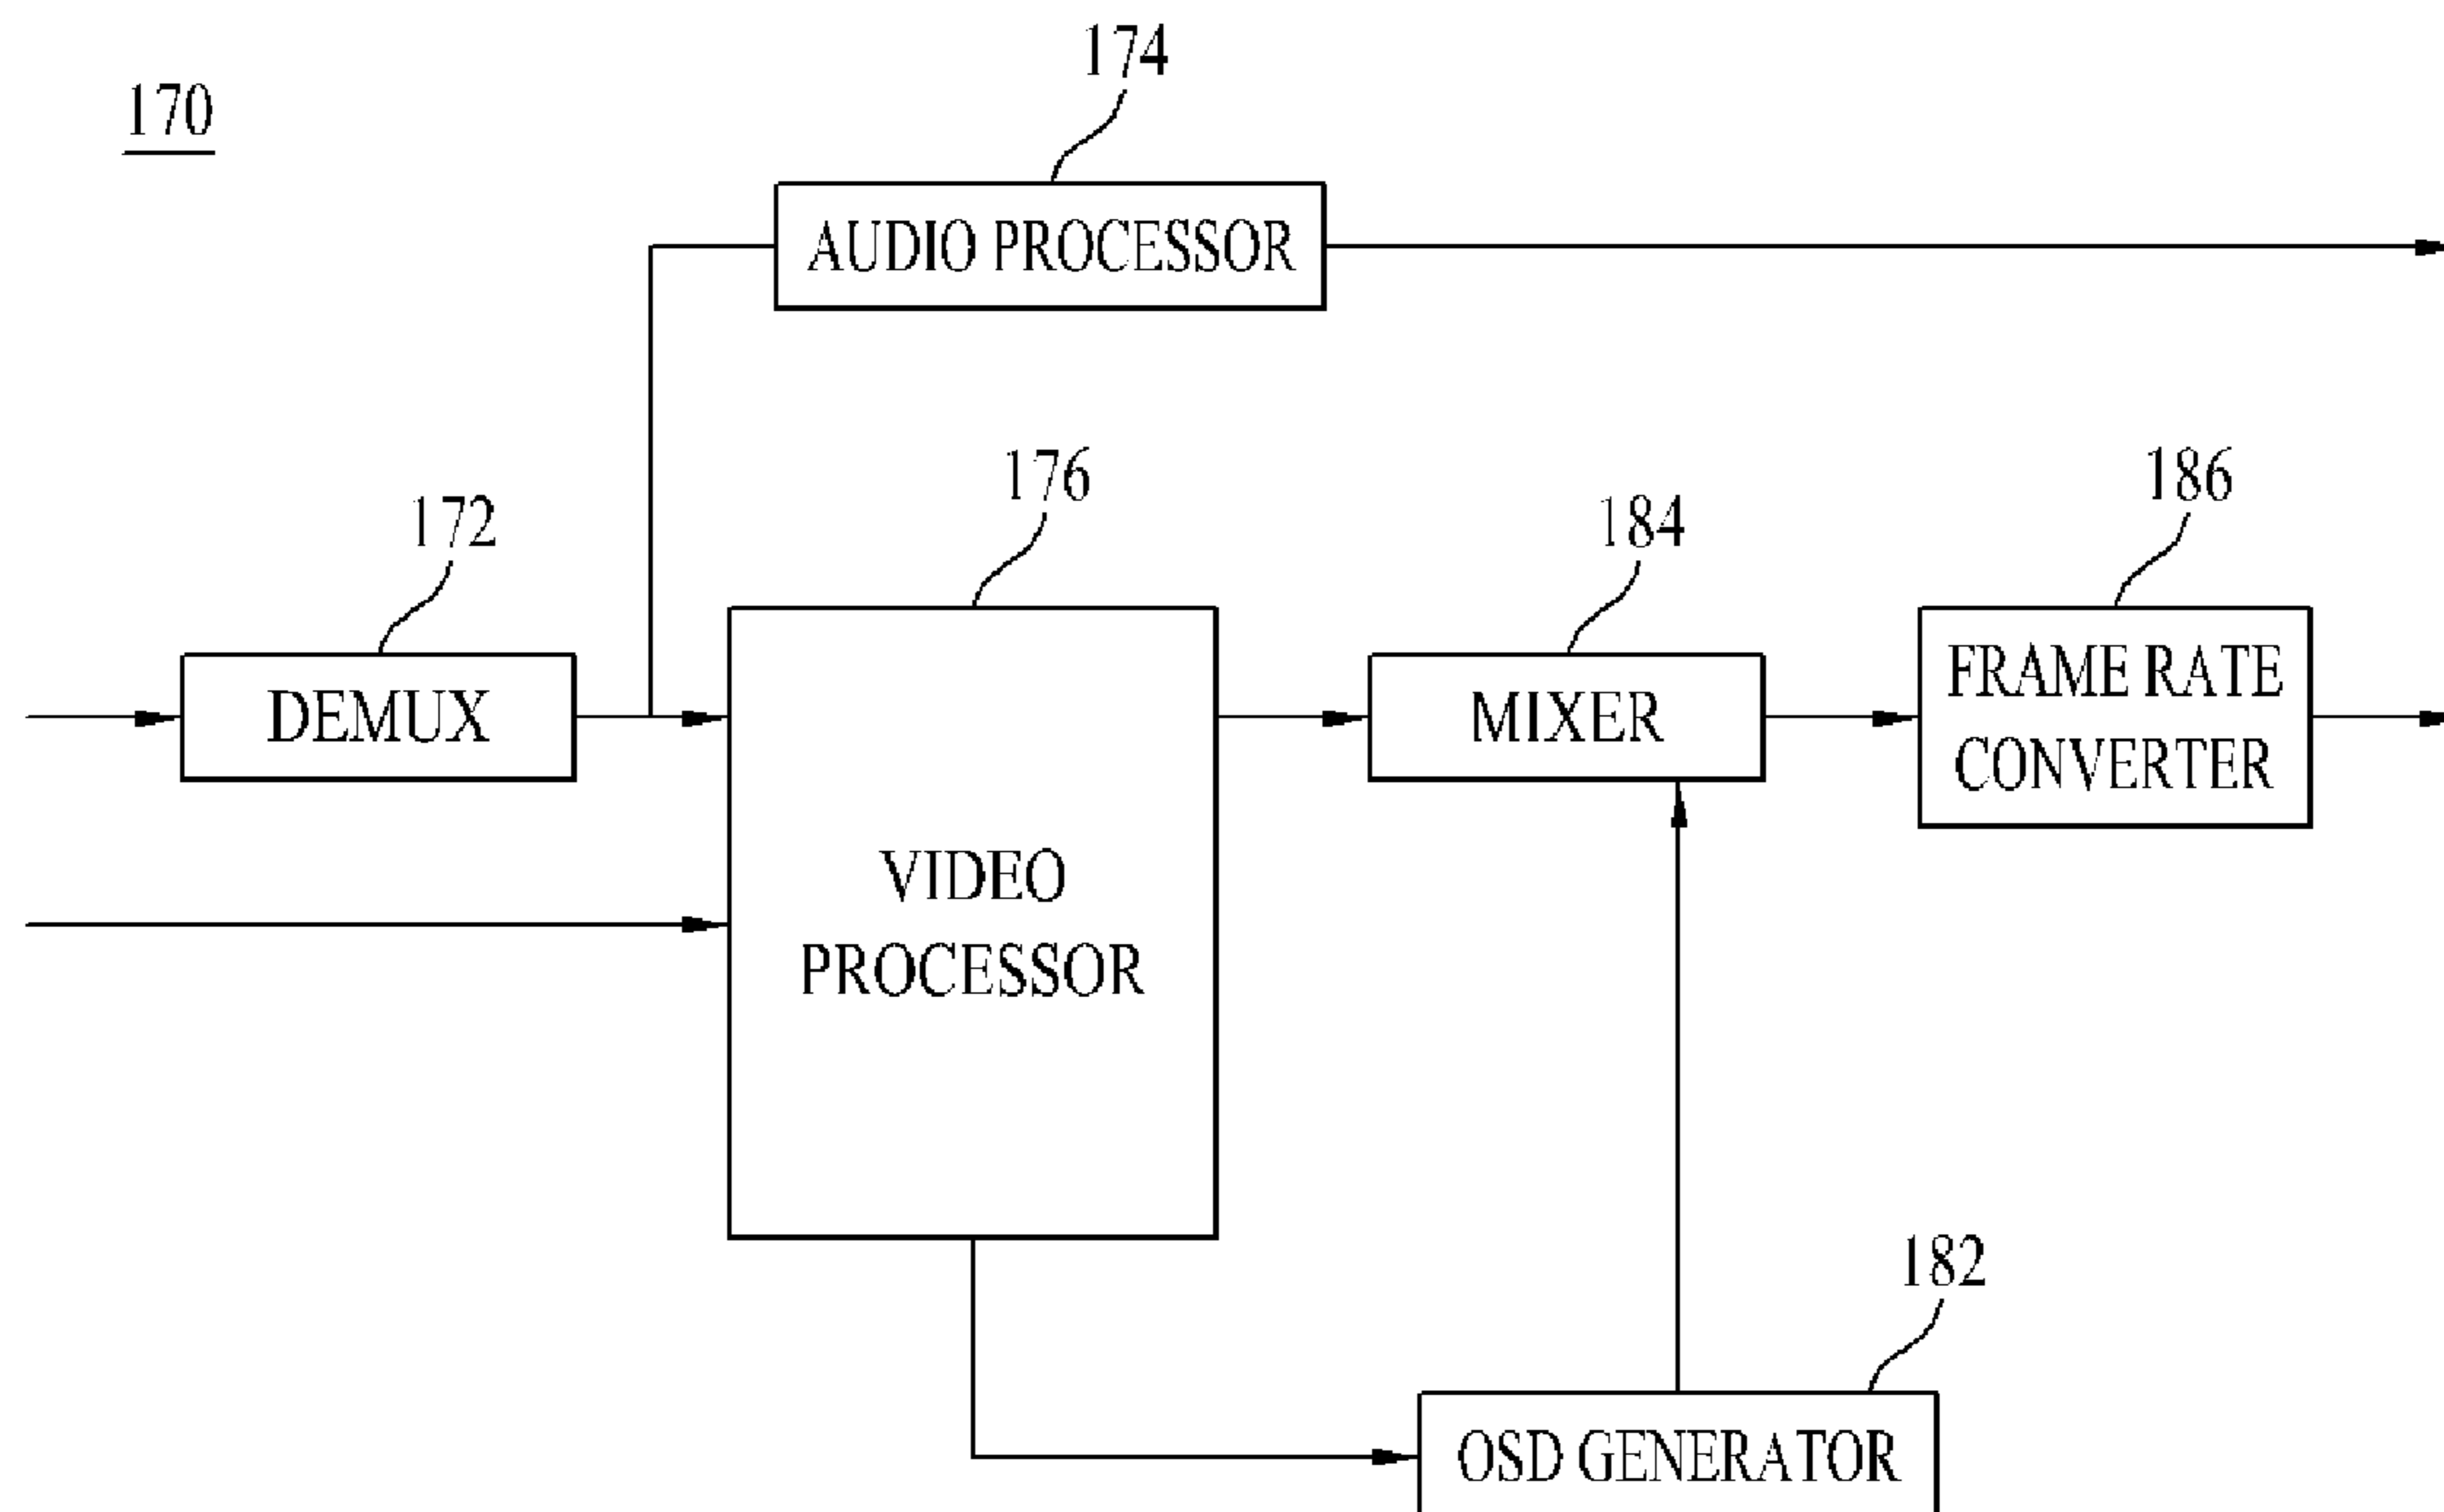 174
170
AUDIO PROCESSOR
176
186
172
184
FRAME RATE
DEMUX
MIXER
CONVERTER
VIDEO
PROCESSOR
182
OSD GENERATOR